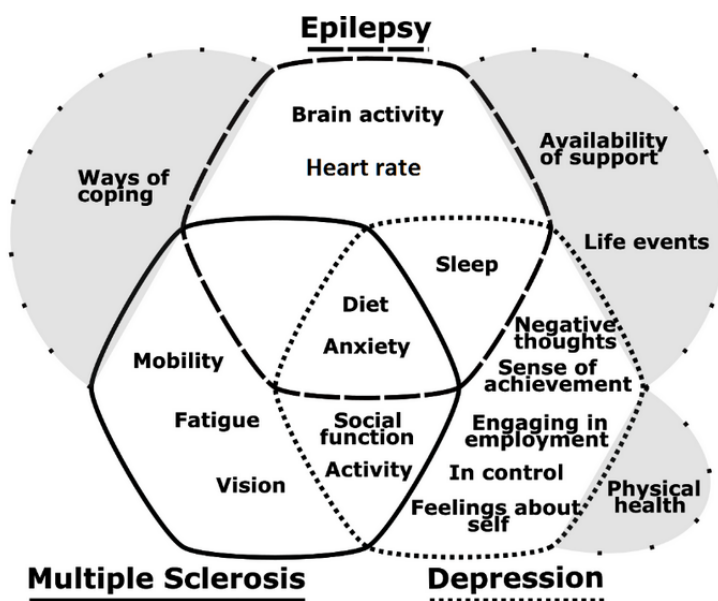 Epilepsy
Brain activity
Heart rate
Availability
of support
Ways of
coping
Life events
Sleep
Diet
Anxiety
Negative
thoughts
Sense of
achievement
Mobility
Fatigue
Vision
Social
function
Activity
Engaging in
employment
In control
Feelings about
self
Physical
health
Multiple Sclerosis
Depression